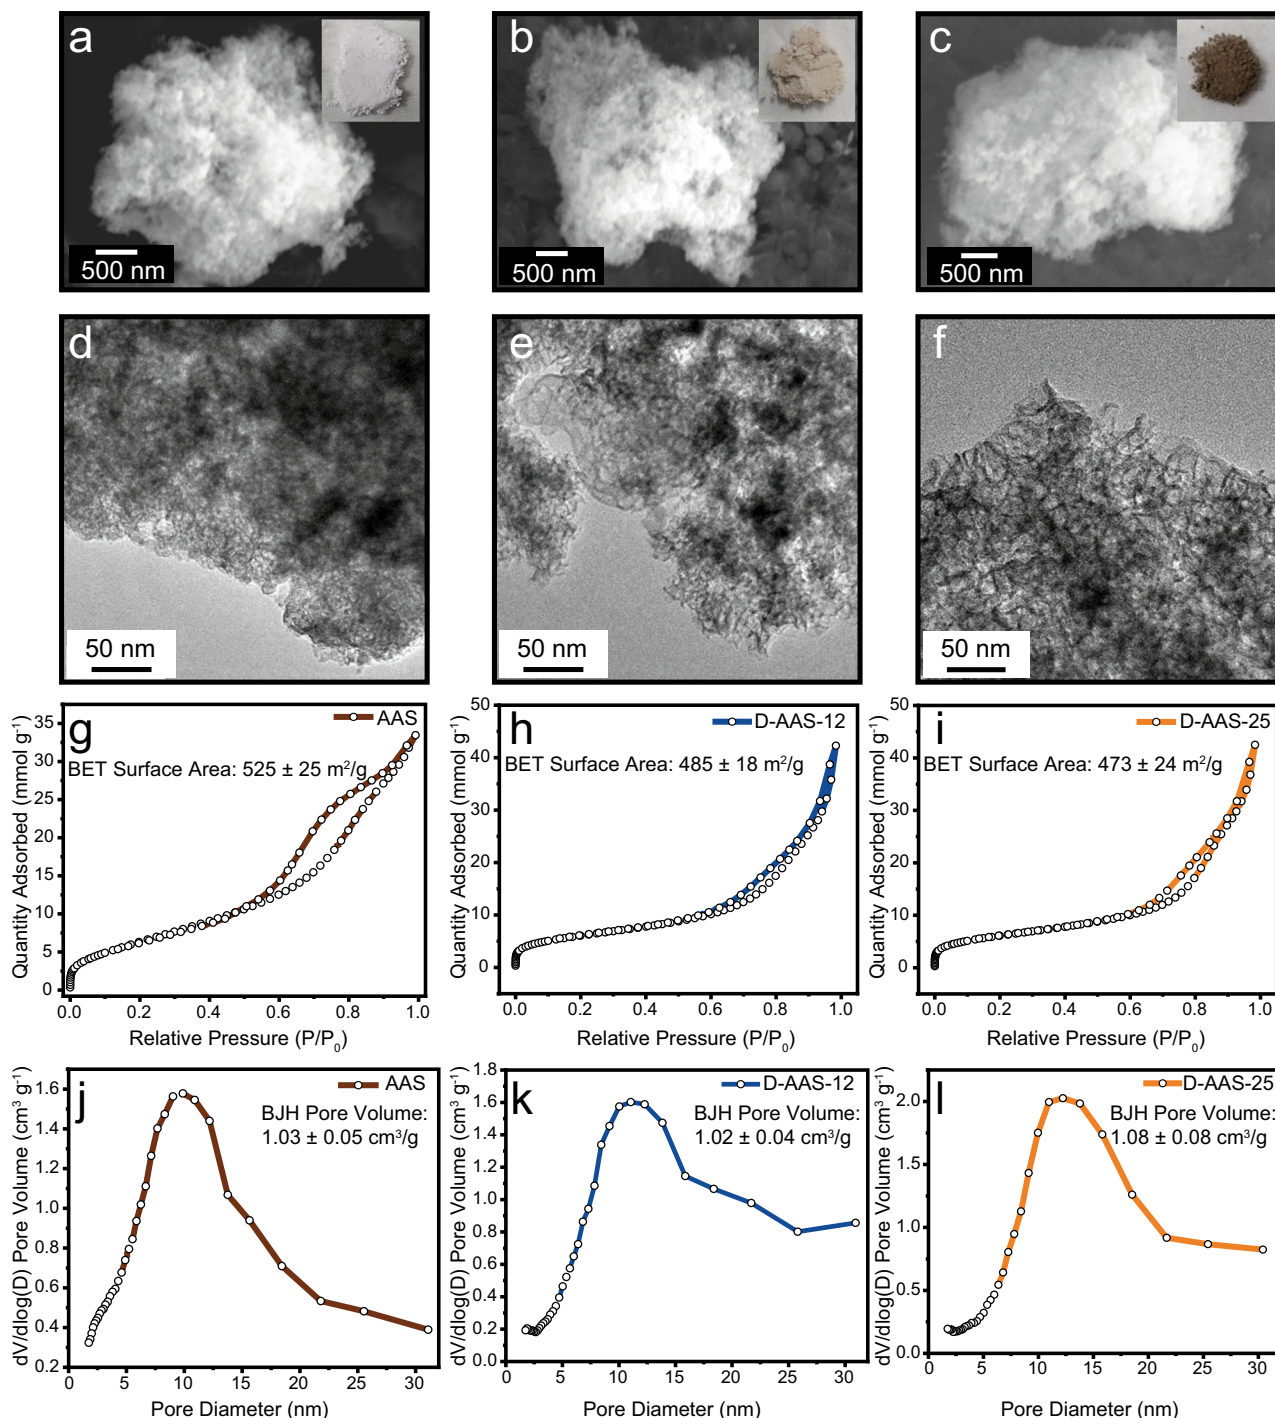 a
500 nm
b
500 nm
c
500 nm
d
50 nm
e
50 nm
f
50 nm
g
AAS
BET Surface Area: 525 ± 25 m²/g
Quantity Adsorbed (mmol g⁻¹)
35
30
25
20
15
10
5
0
0.0 0.2 0.4 0.6 0.8 1.0
Relative Pressure (P/P₀)
h
D-AAS-12
BET Surface Area: 485 ± 18 m²/g
Quantity Adsorbed (mmol g⁻¹)
50
40
30
20
10
0
0.0 0.2 0.4 0.6 0.8 1.0
Relative Pressure (P/P₀)
i
D-AAS-25
BET Surface Area: 473 ± 24 m²/g
Quantity Adsorbed (mmol g⁻¹)
50
40
30
20
10
0
0.0 0.2 0.4 0.6 0.8 1.0
Relative Pressure (P/P₀)
j
AAS
BJH Pore Volume:
1.03 ± 0.05 cm³/g
dV/dlog(D) Pore Volume (cm³ g⁻¹)
1.6
1.4
1.2
1.0
0.8
0.6
0.4
0.2
0 5 10 15 20 25 30
Pore Diameter (nm)
k
D-AAS-12
BJH Pore Volume:
1.02 ± 0.04 cm³/g
dV/dlog(D) Pore Volume (cm³ g⁻¹)
1.8
1.6
1.4
1.2
1.0
0.8
0.6
0.4
0.2
0.0
0 5 10 15 20 25 30
Pore Diameter (nm)
l
D-AAS-25
BJH Pore Volume:
1.08 ± 0.08 cm³/g
dV/dlog(D) Pore Volume (cm³ g⁻¹)
2.0
1.5
1.0
0.5
0.0
0 5 10 15 20 25 30
Pore Diameter (nm)